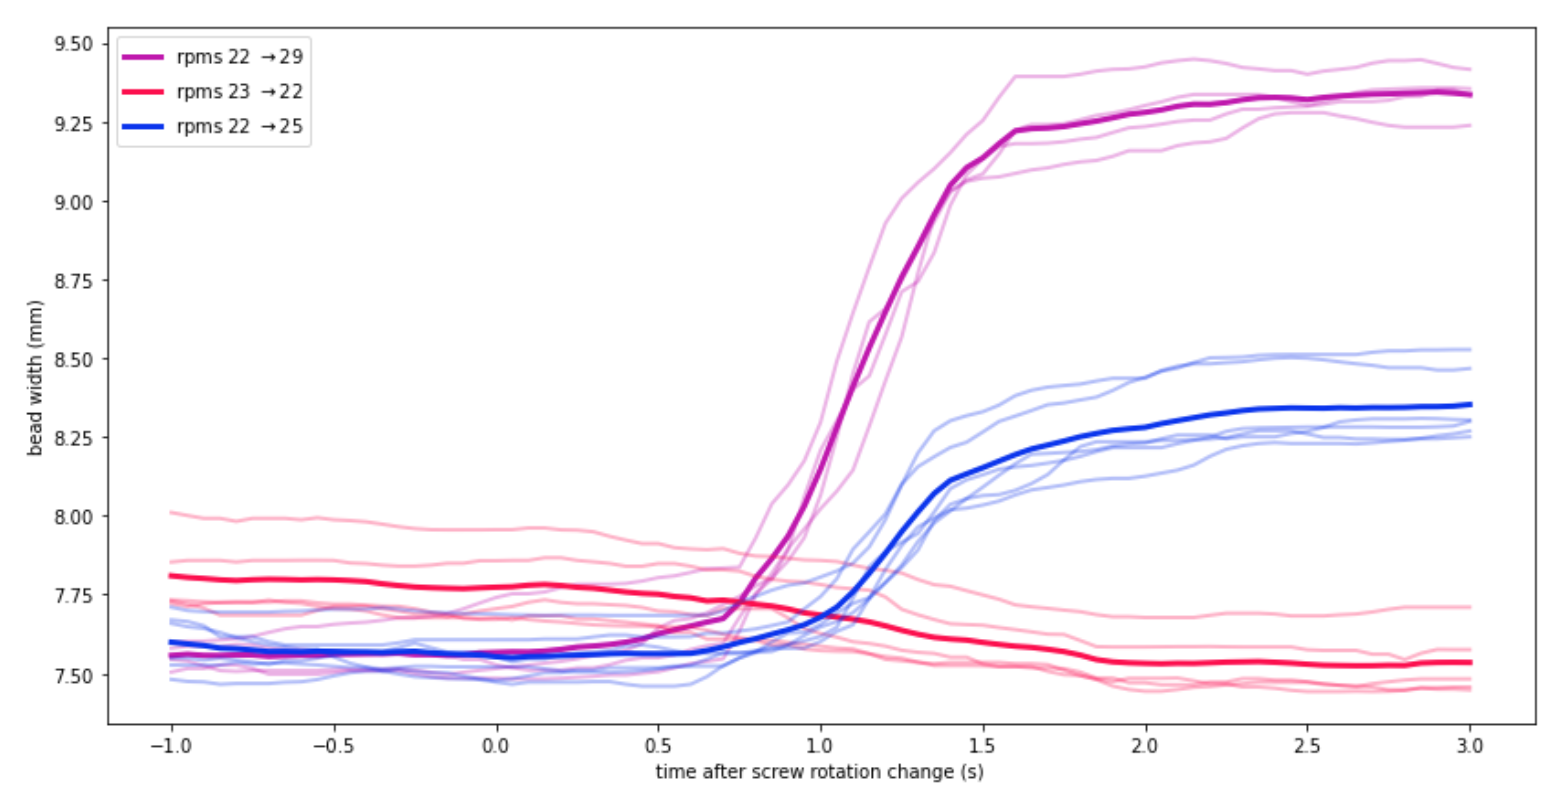 rpms 22 →29
rpms 23 →22
rpms 22 →25
9.50
9.25
9.00
8.75
8.50
8.25
8.00
7.75
7.50
bead width (mm)
−1.0 −0.5 0.0 0.5 1.0 1.5 2.0 2.5 3.0
time after screw rotation change (s)